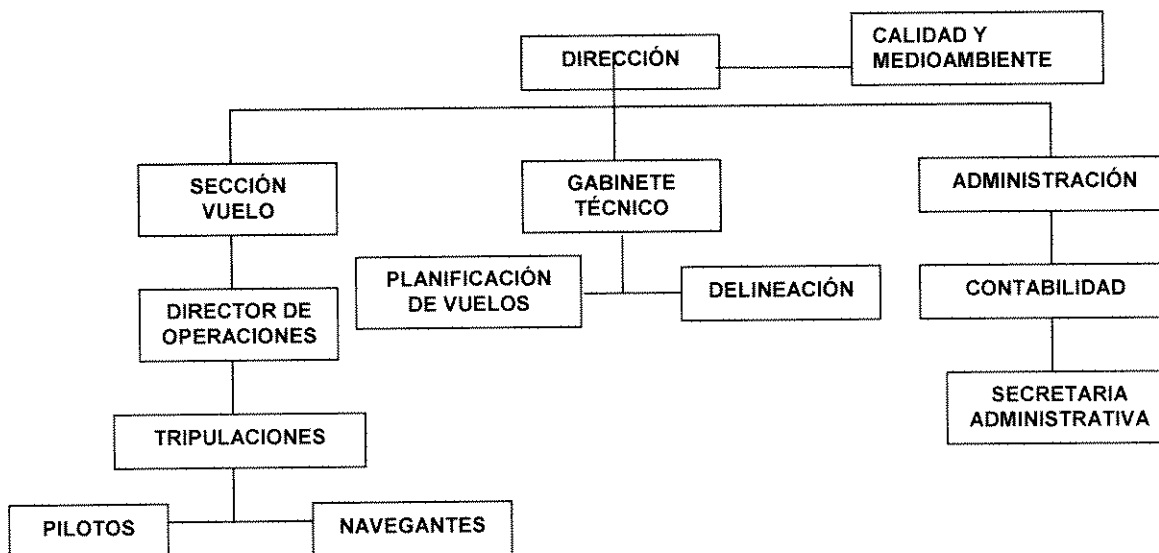 DIRECCIÓN
CALIDAD Y
MEDIOAMBIENTE
SECCIÓN
VUELO
GABINETE
TÉCNICO
ADMINISTRACIÓN
DIRECTOR DE
OPERACIONES
PLANIFICACIÓN
DE VUELOS
DELINEACIÓN
CONTABILIDAD
TRIPULACIONES
SECRETARIA
ADMINISTRATIVA
PILOTOS
NAVEGANTES